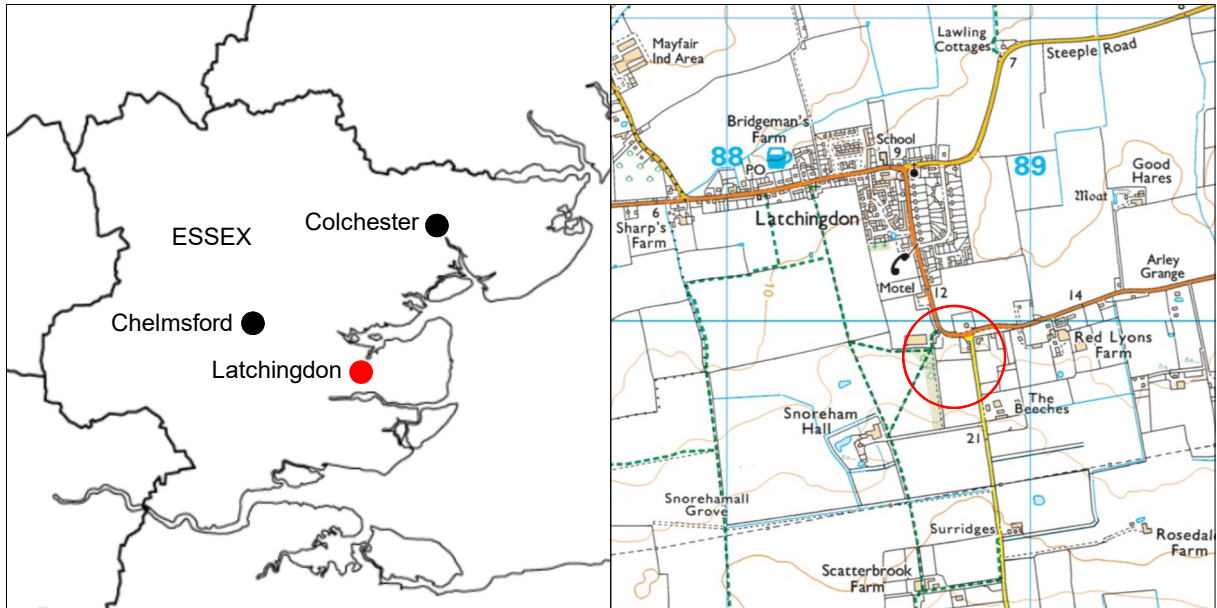 ESSEX
Colchester
Chelmsford
Latchingdon
Mayfair
Ind Area
Lawling
Cottages
Steeple Road
7
Bridgeman's
Farm
School
9
88
PO
89
Good
Hares
Moat
6
Sharp's
Farm
Latchingdon
10
Motel
12
Arley
Grange
14
Red Lyons
Farm
The
Beeches
Snoreham
Hall
21
Snorehamall
Grove
Surridges
Rosedale
Farm
Scatterbrook
Farm